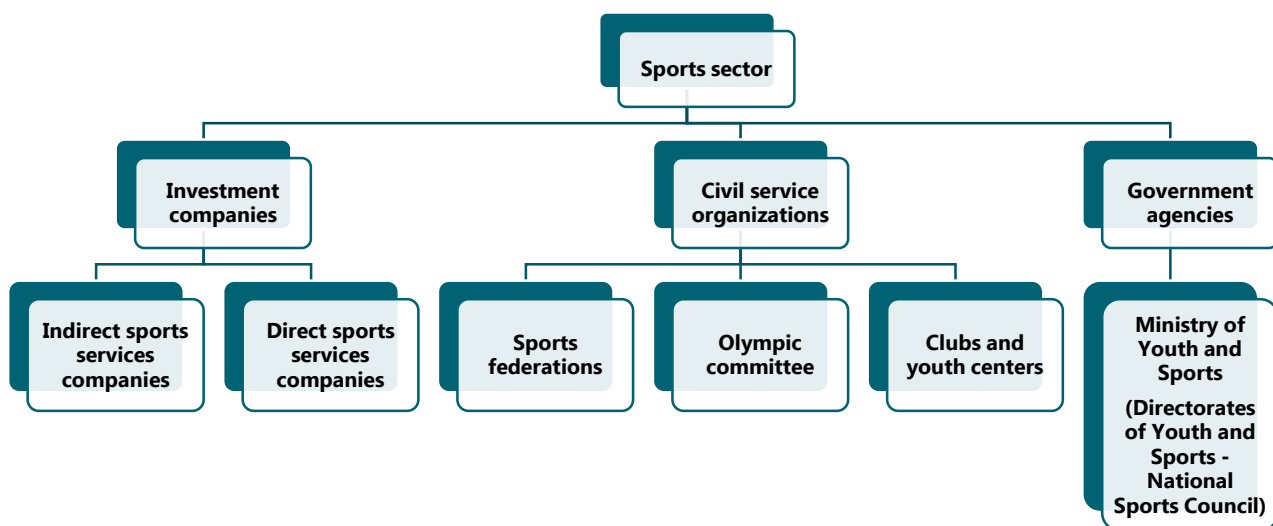 Sports sector
Investment
companies
Civil service
organizations
Government
agencies
Indirect sports
services
companies
Direct sports
services
companies
Sports
federations
Olympic
committee
Clubs and
youth centers
Ministry of
Youth and
Sports
(Directorates
of Youth and
Sports -
National
Sports Council)